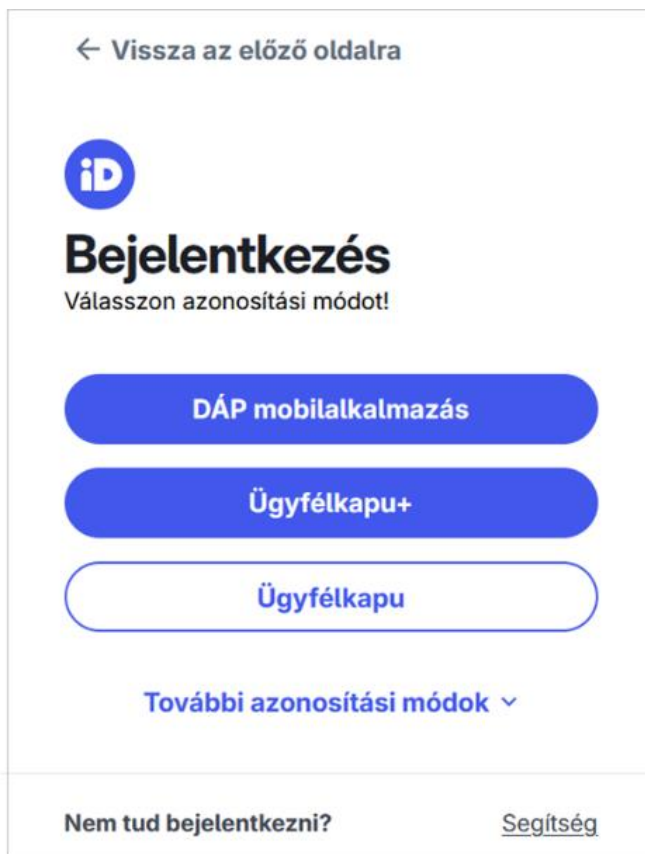 ← Vissza az előző oldalra
iD
Bejelentkezés
Válasszon azonosítási módot!
DÁP mobilalkalmazás
Ügyfélkapu+
Ügyfélkapu
További azonosítási módok
Nem tud bejelentkezni? Segítség